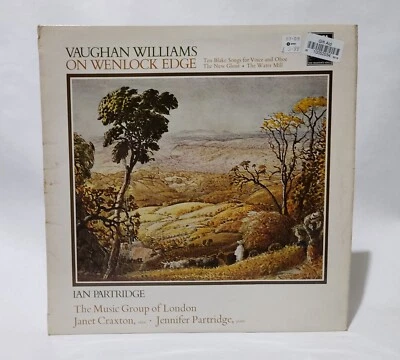 VAUGHAN WILLIAMS
ON WENLOCK EDGE
Ten Blake Songs for Voice and Oboe
The New Ghost • The Water Mill
IAN PARTRIDGE
The Music Group of London
Janet Craxton, oboe • Jennifer Partridge, piano